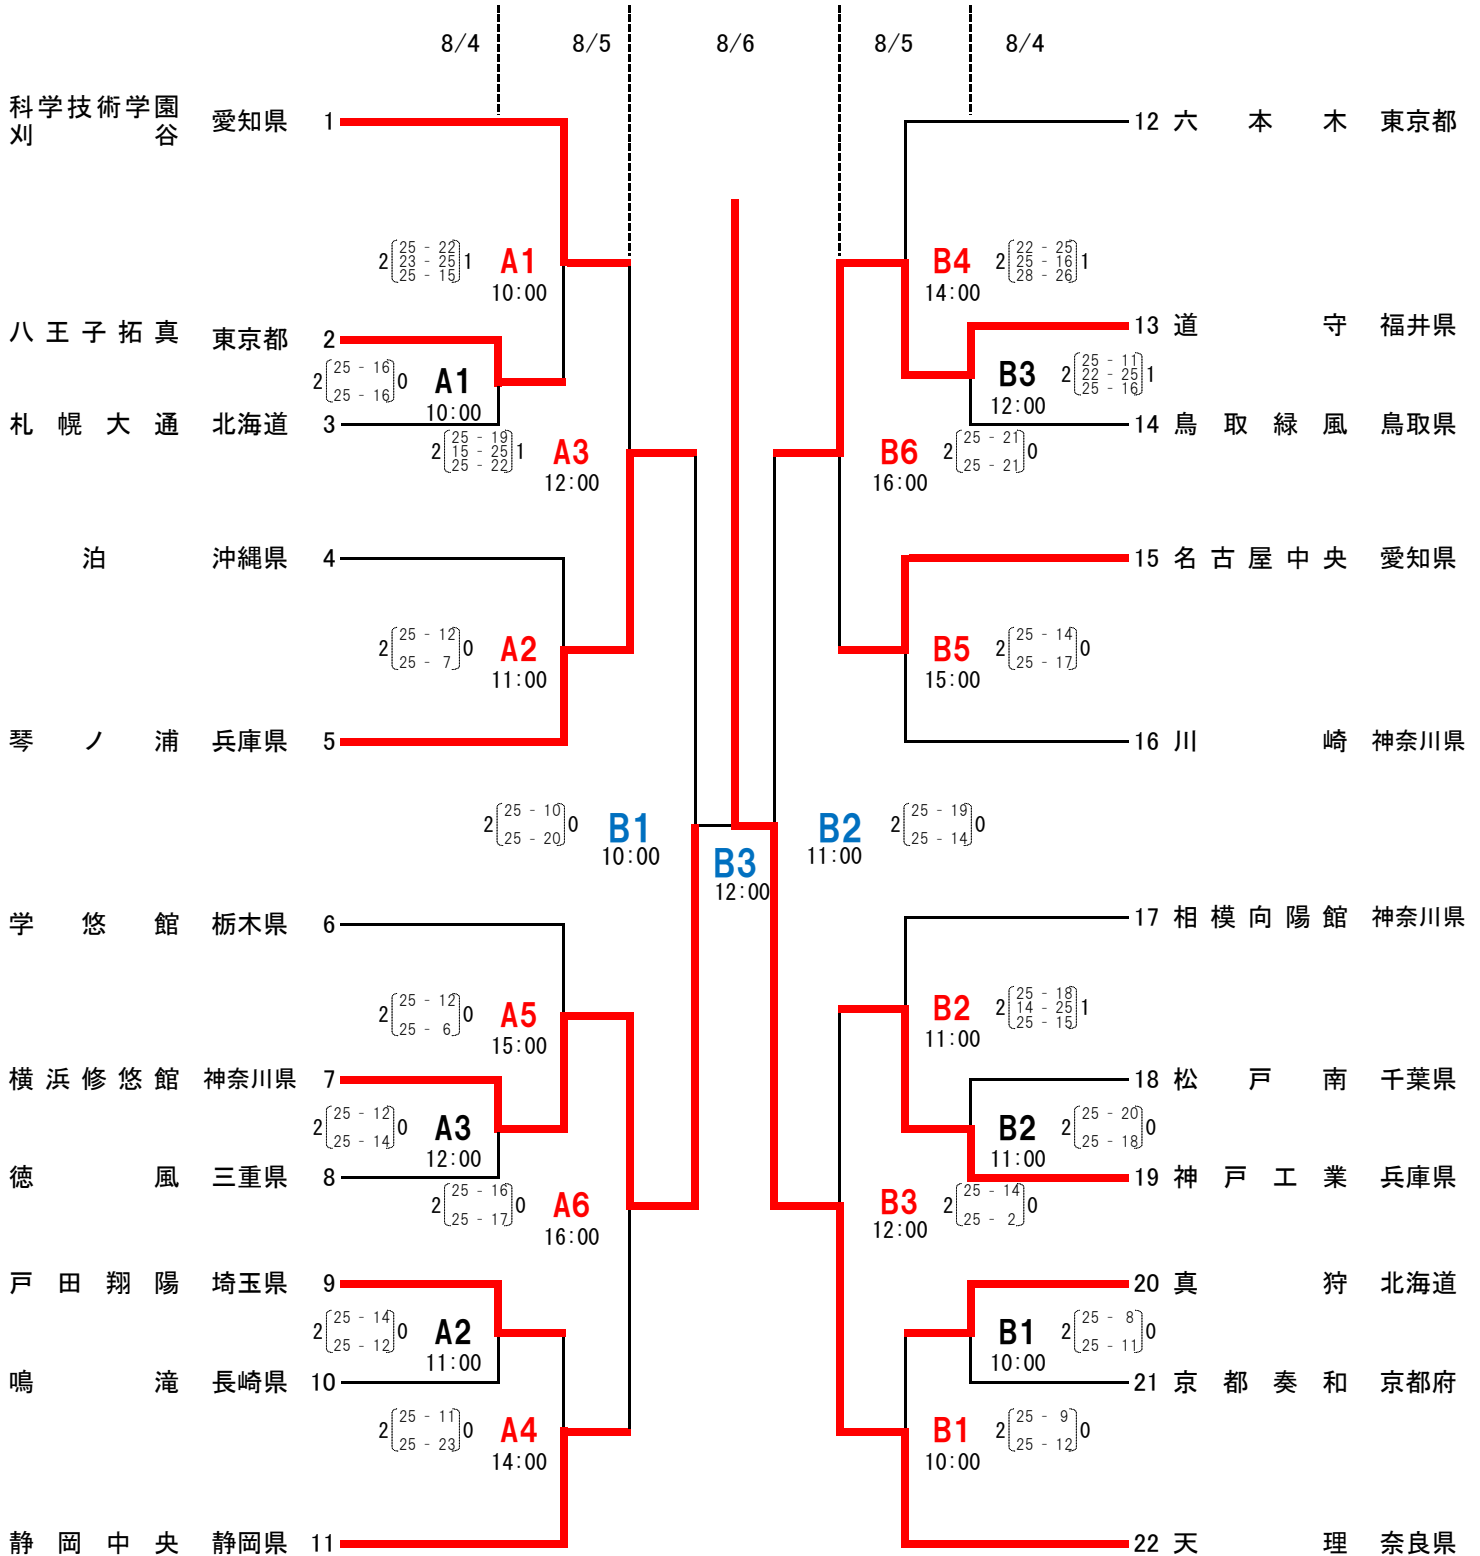 8/4 8/5 8/6 8/5 8/4
科学技術学園
刈谷 愛知県 1
12 六本木 東京都
2 25 - 22 1
23 - 25
25 - 15
A1
10:00
B4
14:00
2 22 - 25 1
25 - 16
28 - 26
八王子拓真 東京都 2
13 道守 福井県
2 25 - 16 0
25 - 16
A1
10:00
B3
12:00
2 25 - 11 1
22 - 25
25 - 16
札幌大通 北海道 3
14 鳥取緑風 鳥取県
2 25 - 19 1
15 - 25
25 - 22
A3
12:00
B6
16:00
2 25 - 21 0
25 - 21
泊 沖縄県 4
15 名古屋中央 愛知県
2 25 - 12 0
25 - 7
A2
11:00
B5
15:00
2 25 - 14 0
25 - 17
琴ノ浦 兵庫県 5
16 川崎 神奈川県
2 25 - 10 0
25 - 20
B1
10:00
B3
12:00
B2
11:00
2 25 - 19 0
25 - 14
学悠館 栃木県 6
17 相模向陽館 神奈川県
2 25 - 12 0
25 - 6
A5
15:00
B2
11:00
2 25 - 18 1
14 - 25
25 - 15
横浜修悠館 神奈川県 7
18 松戸南 千葉県
2 25 - 12 0
25 - 14
A3
12:00
B2
11:00
2 25 - 20 0
25 - 18
徳風 三重県 8
19 神戸工業 兵庫県
2 25 - 16 0
25 - 17
A6
16:00
B3
12:00
2 25 - 14 0
25 - 2
戸田翔陽 埼玉県 9
20 真狩 北海道
2 25 - 14 0
25 - 12
A2
11:00
B1
10:00
2 25 - 8 0
25 - 11
鳴滝 長崎県 10
21 京都奏和 京都府
2 25 - 11 0
25 - 23
A4
14:00
B1
10:00
2 25 - 9 0
25 - 12
静岡中央 静岡県 11
22 天理 奈良県